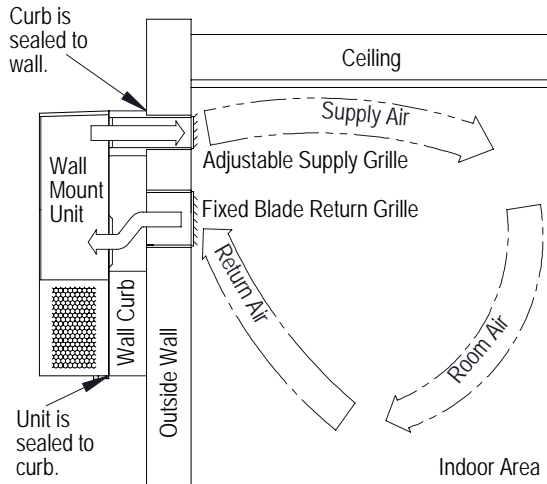 Curb is
sealed to
wall.
Ceiling
Supply Air
Adjustable Supply Grille
Wall
Mount
Unit
Fixed Blade Return Grille
Return Air
Room Air
Wall Curb
Outside Wall
Unit is
sealed to
curb.
Indoor Area